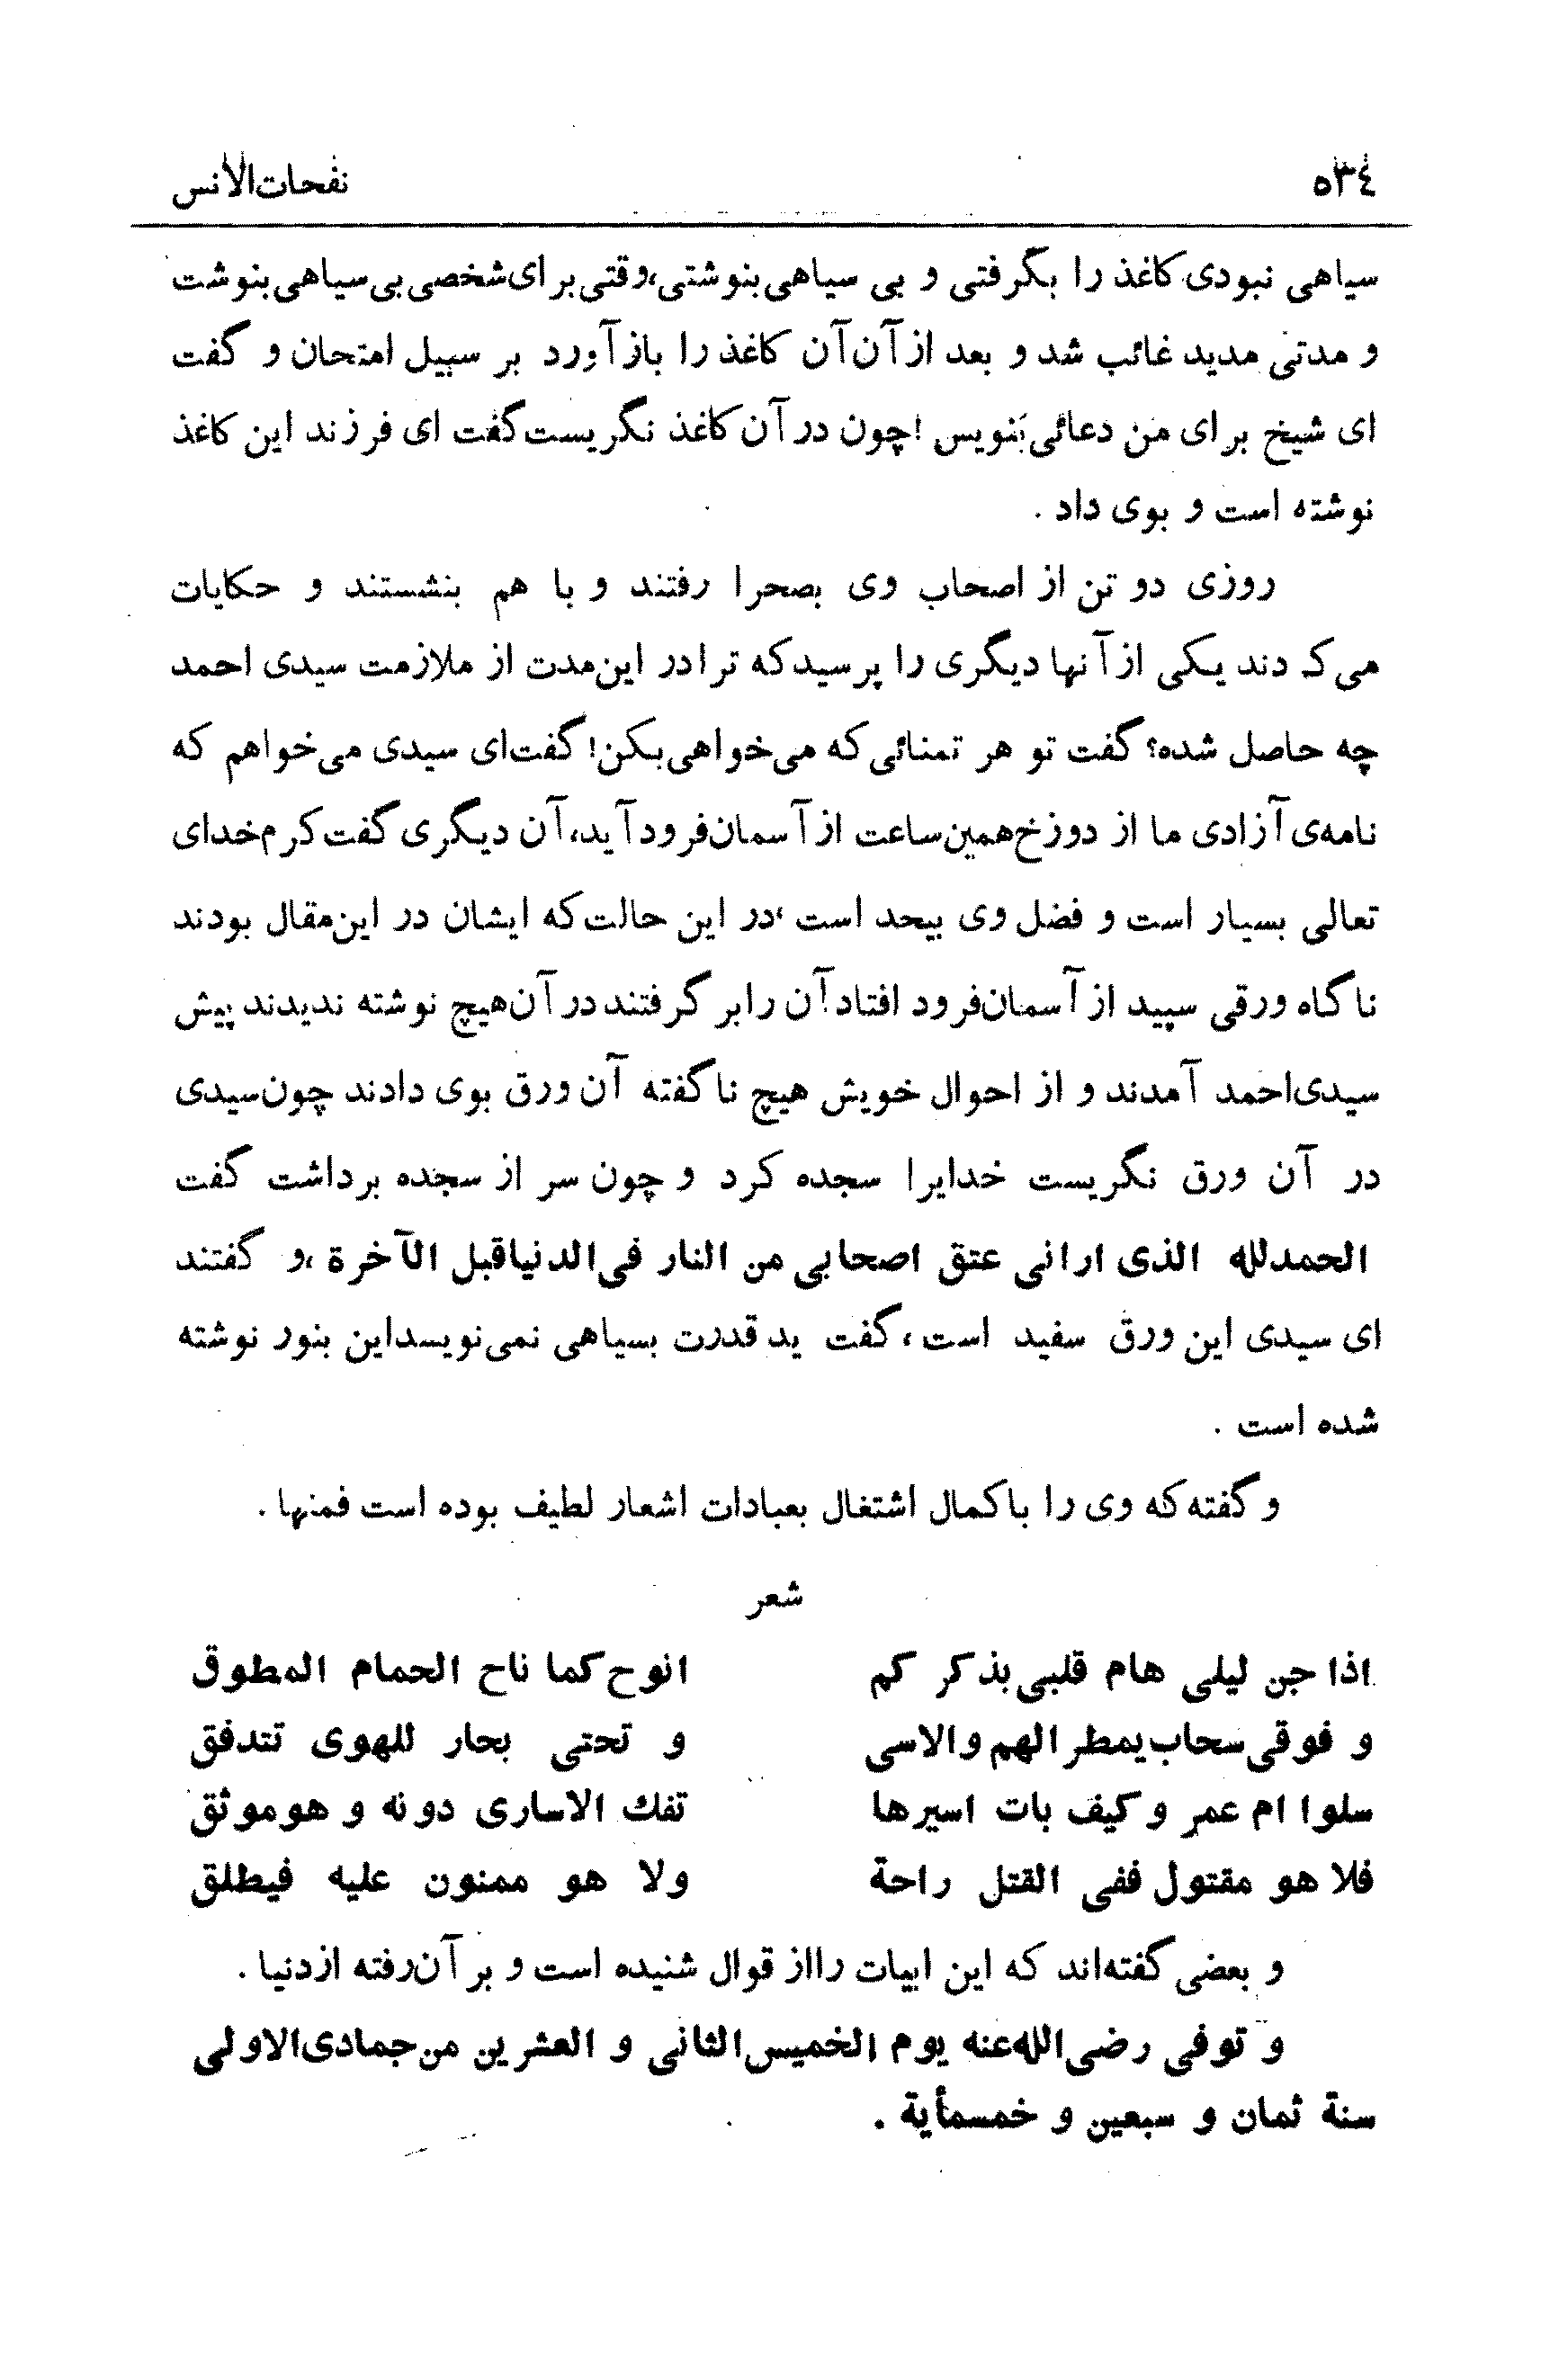 ٥٣٤ نفحات‌الانس
سیاهی نبودی کاغذ را بگرفتی و بی سیاهی‌بنوشتی،وقتی‌برای‌شخصی‌بی‌سیاهی‌بنوشت
و مدتی مدید غائب شد و بعد از آن آن کاغذ را باز آورد بر سبیل امتحان و گفت
ای شیخ برای من دعائی‌بنویس !چون در آن کاغذ نگریست گفت ای فرزند این کاغذ
نوشته است و بوی داد .
روزی دو تن از اصحاب وی بصحرا رفتند و با هم بنشستند و حکایات
می‌ک دند یکی از آنها دیگری را پرسید که ترا در این‌مدت از ملازمت سیدی احمد
چه حاصل شده؟ گفت تو هر تمنائی که می‌خواهی‌بکن! گفت‌ای سیدی می‌خواهم که
نامه‌ی آزادی ما از دوزخ‌همین‌ساعت از آسمان‌فرود آید، آن دیگری گفت کرم‌خدای
تعالی بسیار است و فضل وی بیحد است ،در این حالت که ایشان در این‌مقال بودند
ناگاه ورقی سپید از آسمان‌فرود افتاد آن را بر گرفتند در آن‌هیچ نوشته ندیدند پیش
سیدی‌احمد آمدند و از احوال خویش هیچ ناگفته آن ورق بوی دادند چون‌سیدی
در آن ورق نگریست خدایرا سجده کرد و چون سر از سجده برداشت گفت
الحمدلله الذی ارانی عتق اصحابی من النار فی‌الدنیاقبل الآخرة ،و گفتند
ای سیدی این ورق سفید است ، گفت ید قدرت بسیاهی نمی‌نویسداین بنور نوشته
شده است .
و گفته که وی را با کمال اشتغال بعبادات اشعار لطیف بوده است فمنها .
شعر
اذا جن لیلی هام قلبی بذکرکم انوح کما ناح الحمام المطوق
و فوقی سحاب یمطر الهم والاسی و تحتی بحار للهوی تتدفق
سلوا ام عمر و کیف بات اسیرها تفك الاساری دونه و هو موثق
فلا هو مقتول ففی القتل راحة ولا هو ممنون علیه فیطلق
و بعضی گفته‌اند که این ابیات رااز قوال شنیده است و بر آن‌رفته ازدنیا .
و توفی رضی‌الله‌عنه یوم الخمیس‌الثانی و العشرین من جمادی‌الاولی
سنة ثمان و سبعین و خمسمأیة .